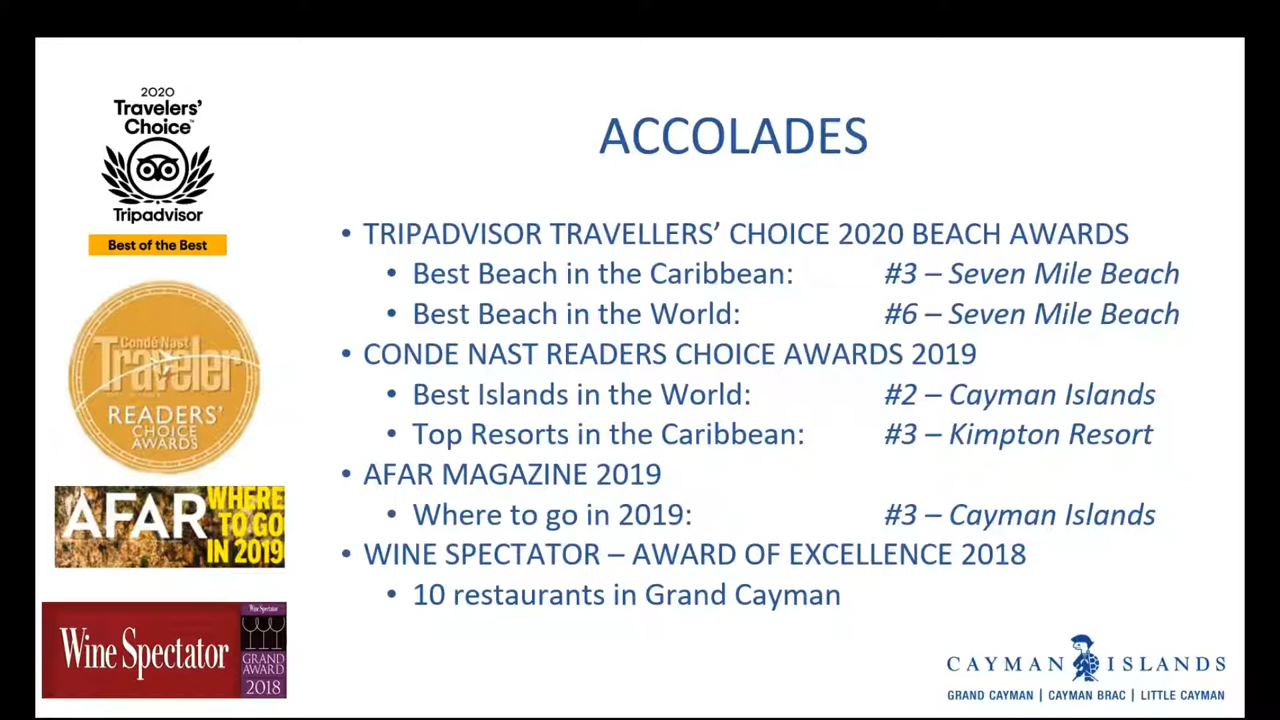 2020
Travelers'
Choice™
Tripadvisor
Best of the Best
Condé Nast
Traveler
READERS'
CHOICE
AWARDS
AFAR
WHERE
TO GO
IN 2019
Wine Spectator
Wine Spectator
GRAND
AWARD
2018
ACCOLADES
• TRIPADVISOR TRAVELLERS’ CHOICE 2020 BEACH AWARDS
• Best Beach in the Caribbean: #3 – Seven Mile Beach
• Best Beach in the World: #6 – Seven Mile Beach
• CONDE NAST READERS CHOICE AWARDS 2019
• Best Islands in the World: #2 – Cayman Islands
• Top Resorts in the Caribbean: #3 – Kimpton Resort
• AFAR MAGAZINE 2019
• Where to go in 2019: #3 – Cayman Islands
• WINE SPECTATOR – AWARD OF EXCELLENCE 2018
• 10 restaurants in Grand Cayman
CAYMAN ISLANDS
GRAND CAYMAN | CAYMAN BRAC | LITTLE CAYMAN